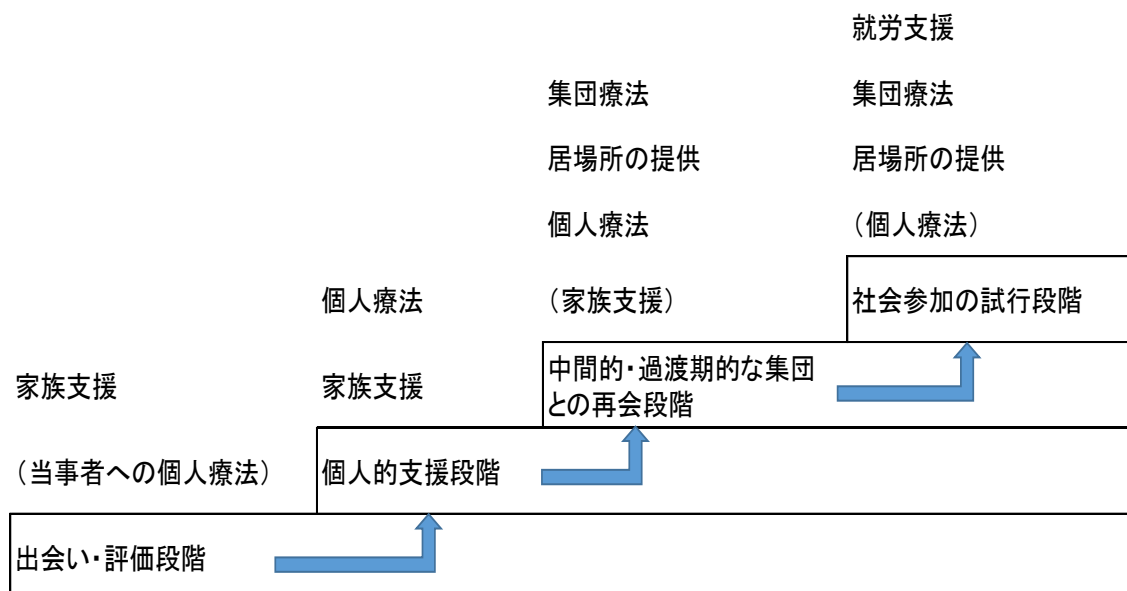 就労支援
集団療法
集団療法
居場所の提供
居場所の提供
個人療法
（個人療法）
個人療法
（家族支援）
社会参加の試行段階
家族支援
家族支援
中間的・過渡期的な集団
との再会段階
（当事者への個人療法）
個人的支援段階
出会い・評価段階